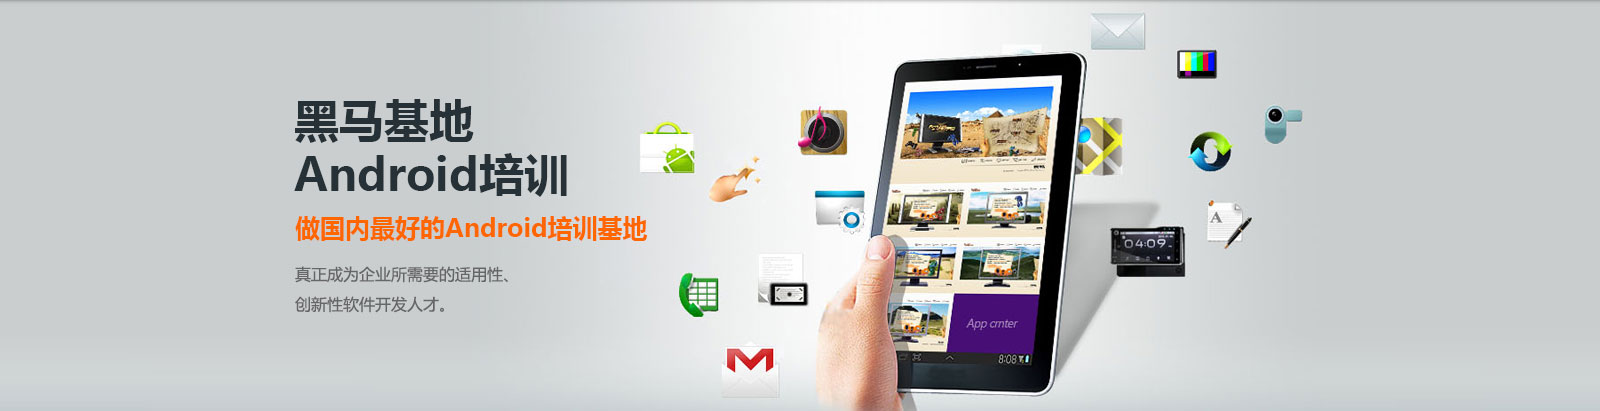 黑马基地
Android培训
做国内最好的Android培训基地
真正成为企业所需要的适用性、
创新性软件开发人才。
A
04:09
App cmter
8:08